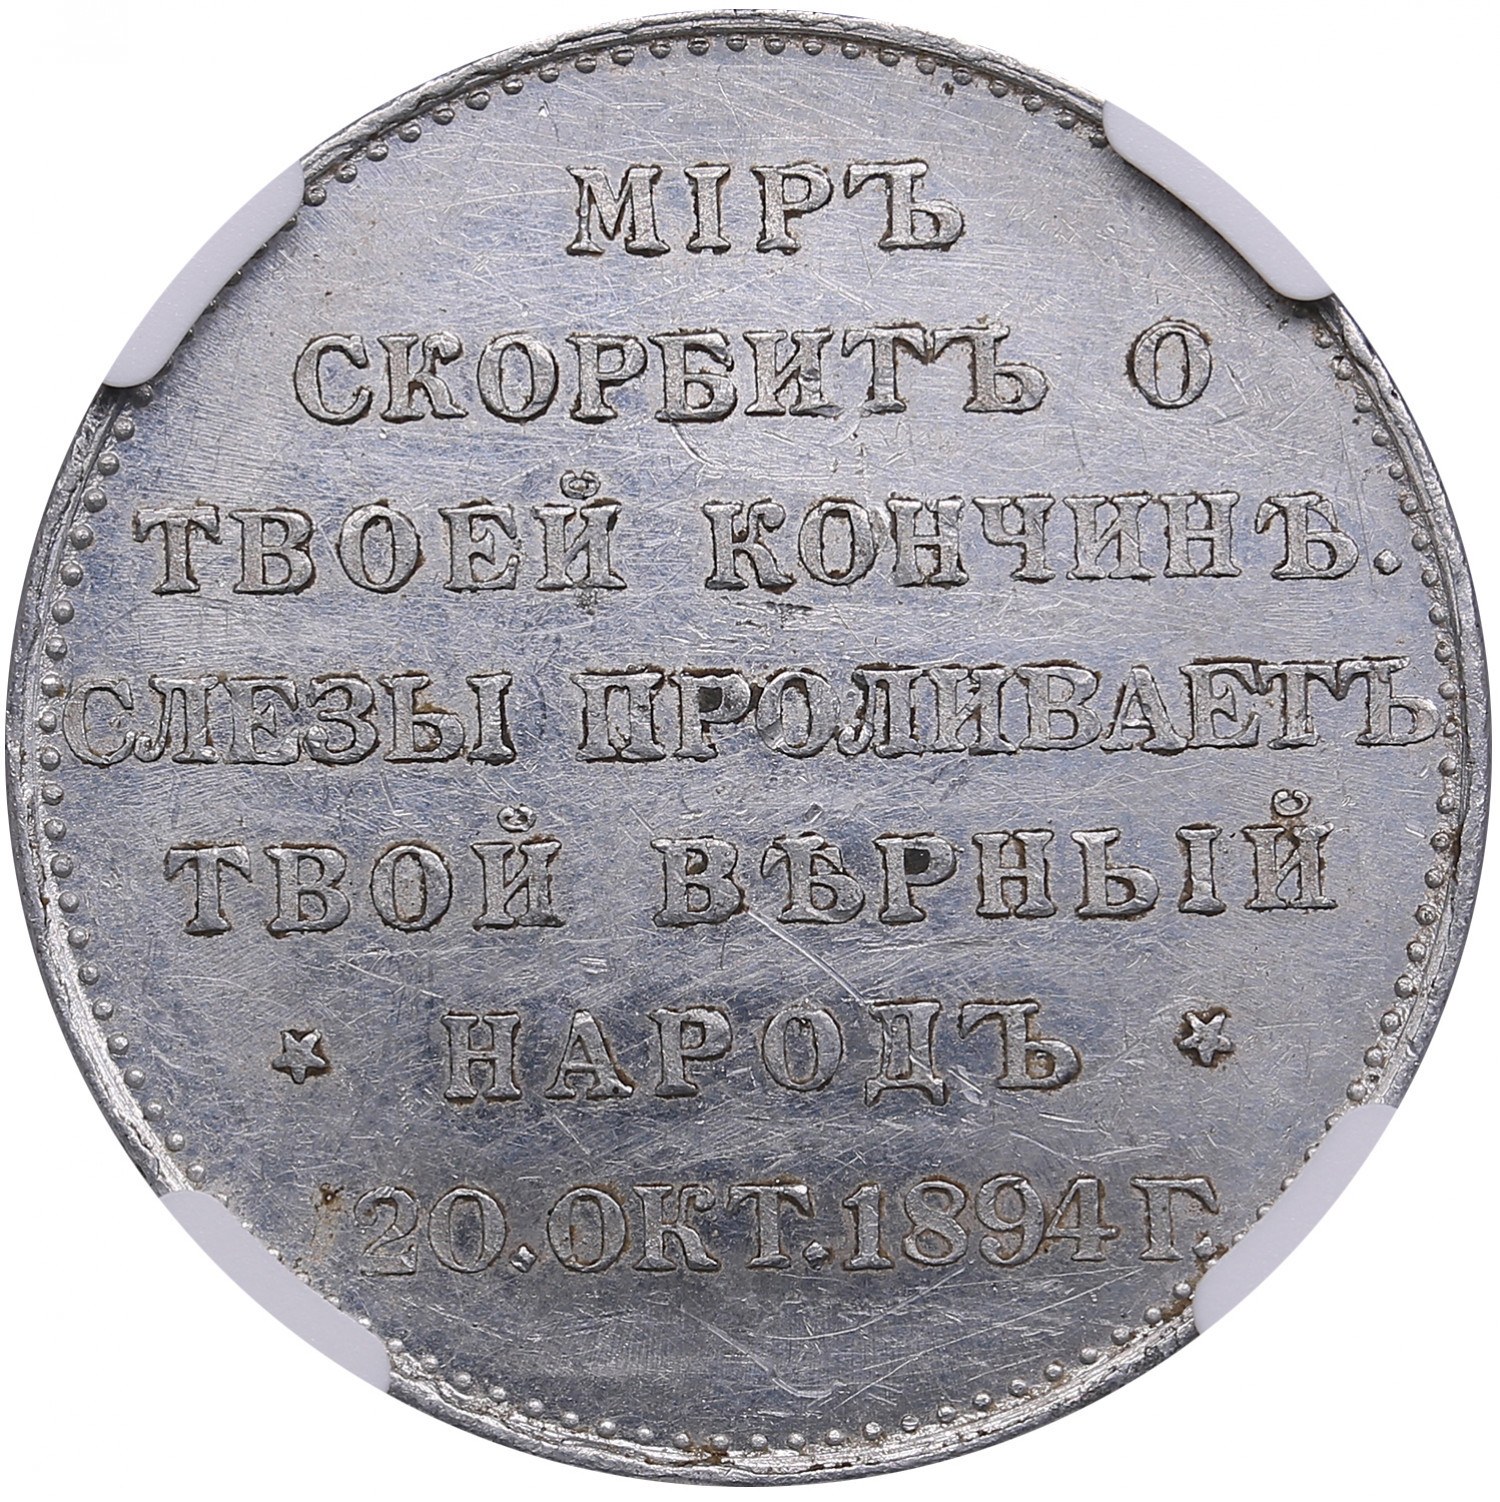 МІРЪ
СКОРБИТЪ О
ТВОЕЙ КОНЧИНѢ.
СЛЕЗЫ ПРОЛИВАЕТЪ
ТВОЙ ВѢРНЫЙ
* НАРОДЪ *
20.ОКТ.1894 Г.